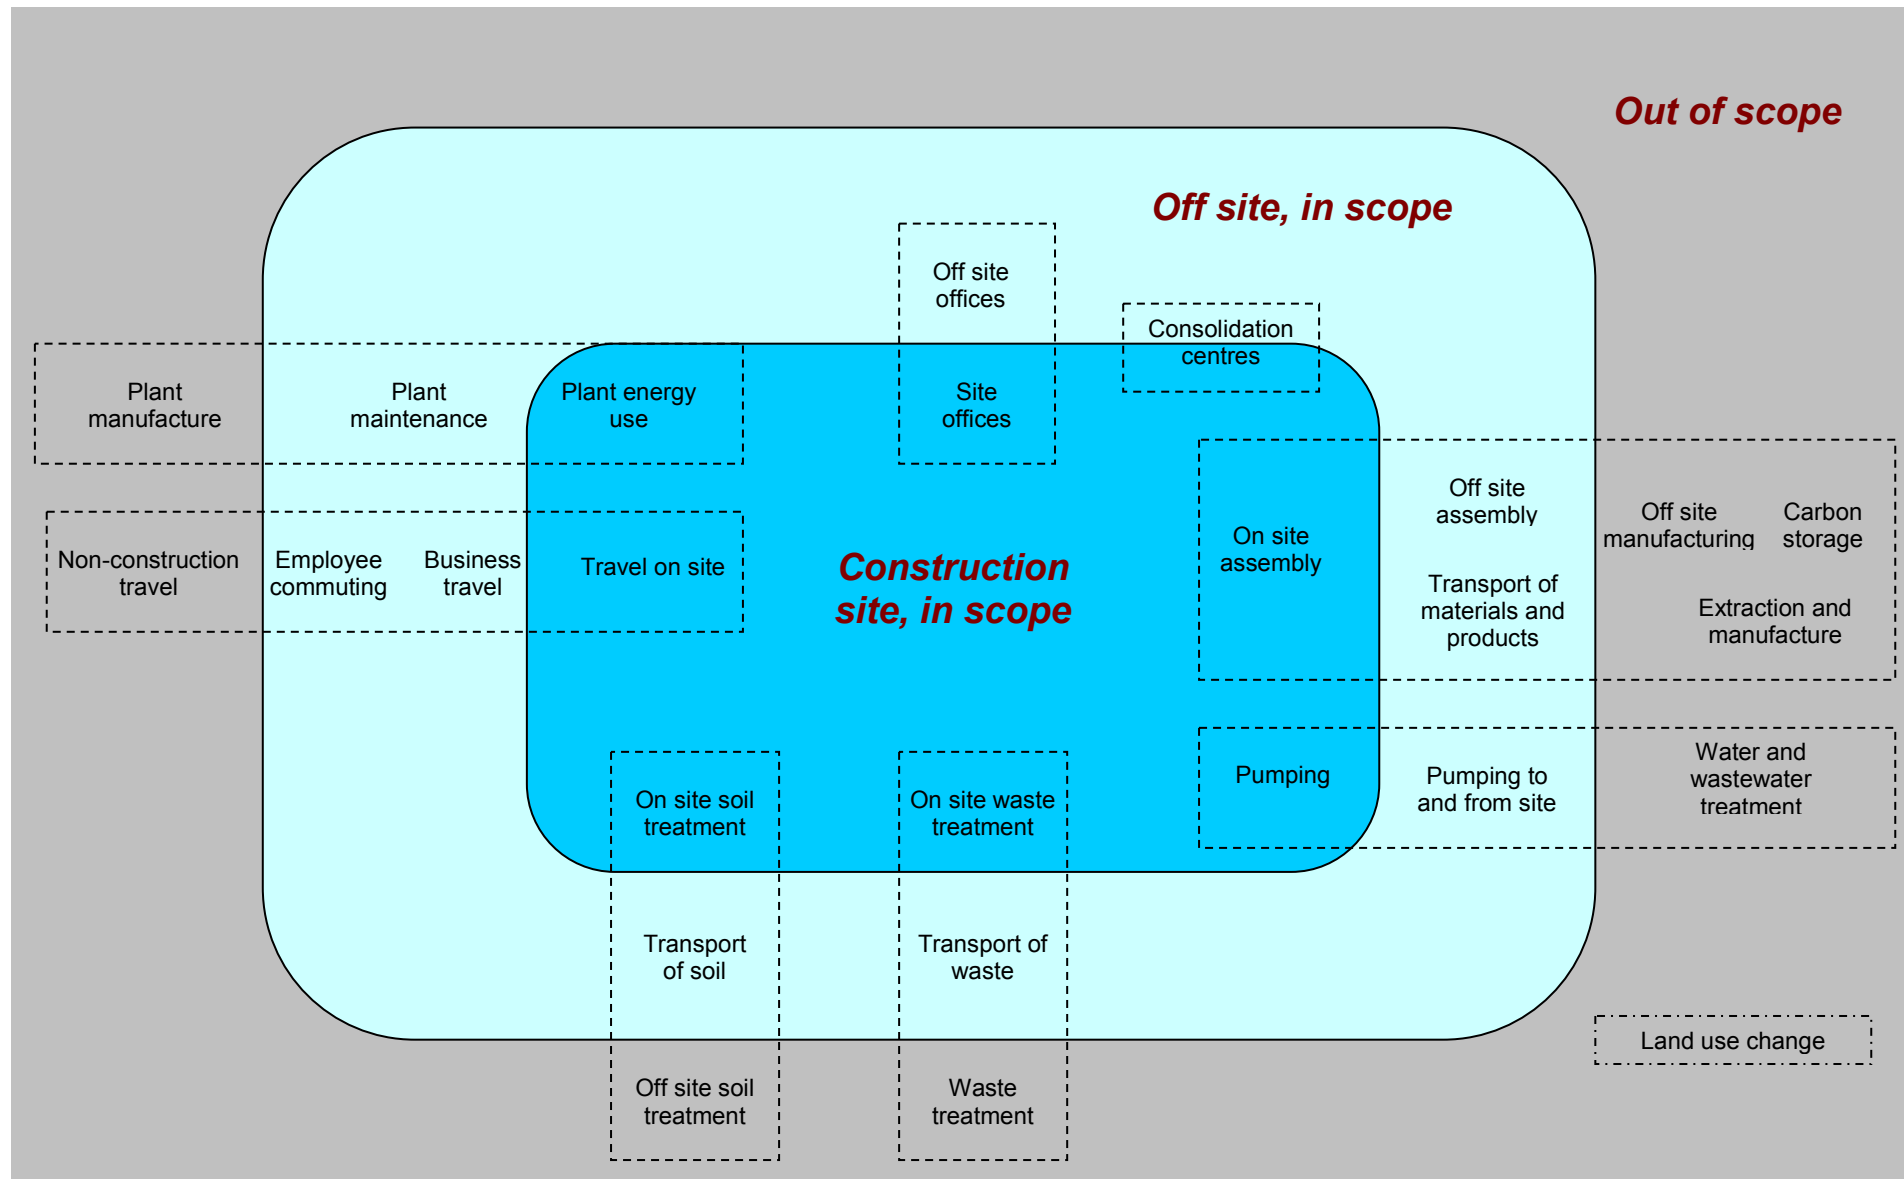 Out of scope
Off site, in scope
Off site
offices
Consolidation
centres
Plant
manufacture
Plant
maintenance
Plant energy
use
Site
offices
Off site
assembly
On site
assembly
Off site
manufacturing
Carbon
storage
Non-construction
travel
Employee
commuting
Business
travel
Travel on site
Construction
site, in scope
Transport of
materials and
products
Extraction and
manufacture
Pumping
Pumping to
and from site
Water and
wastewater
treatment
On site soil
treatment
On site waste
treatment
Transport
of soil
Transport of
waste
Land use change
Off site soil
treatment
Waste
treatment